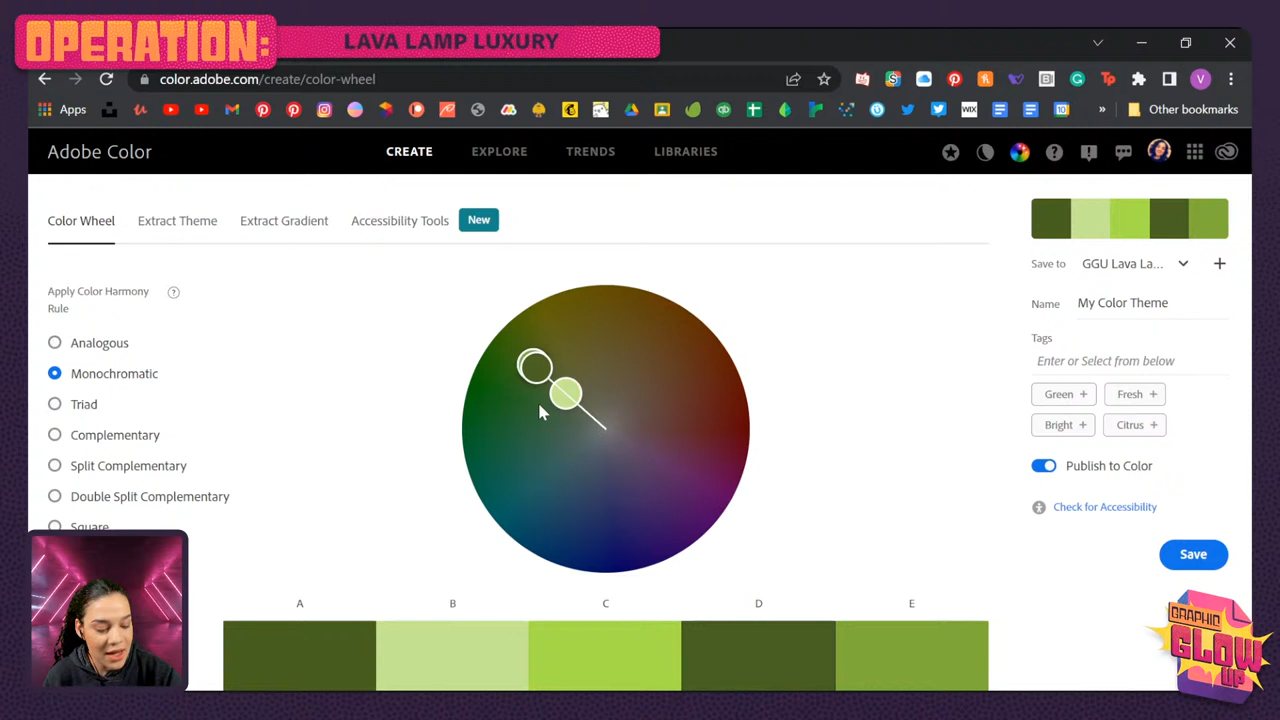 OPERATION:
LAVA LAMP LUXURY
color.adobe.com/create/color-wheel
Apps
WIX
Other bookmarks
Adobe Color
CREATE
EXPLORE
TRENDS
LIBRARIES
Color Wheel
Extract Theme
Extract Gradient
Accessibility Tools
New
Save to
GGU Lava La...
Apply Color Harmony
Rule
Name
My Color Theme
Analogous
Tags
Enter or Select from below
Monochromatic
Green +
Fresh +
Triad
Bright +
Citrus +
Complementary
Split Complementary
Publish to Color
Double Split Complementary
Check for Accessibility
Square
Save
A
B
C
D
E
GRAPHIC
GLOW
UP